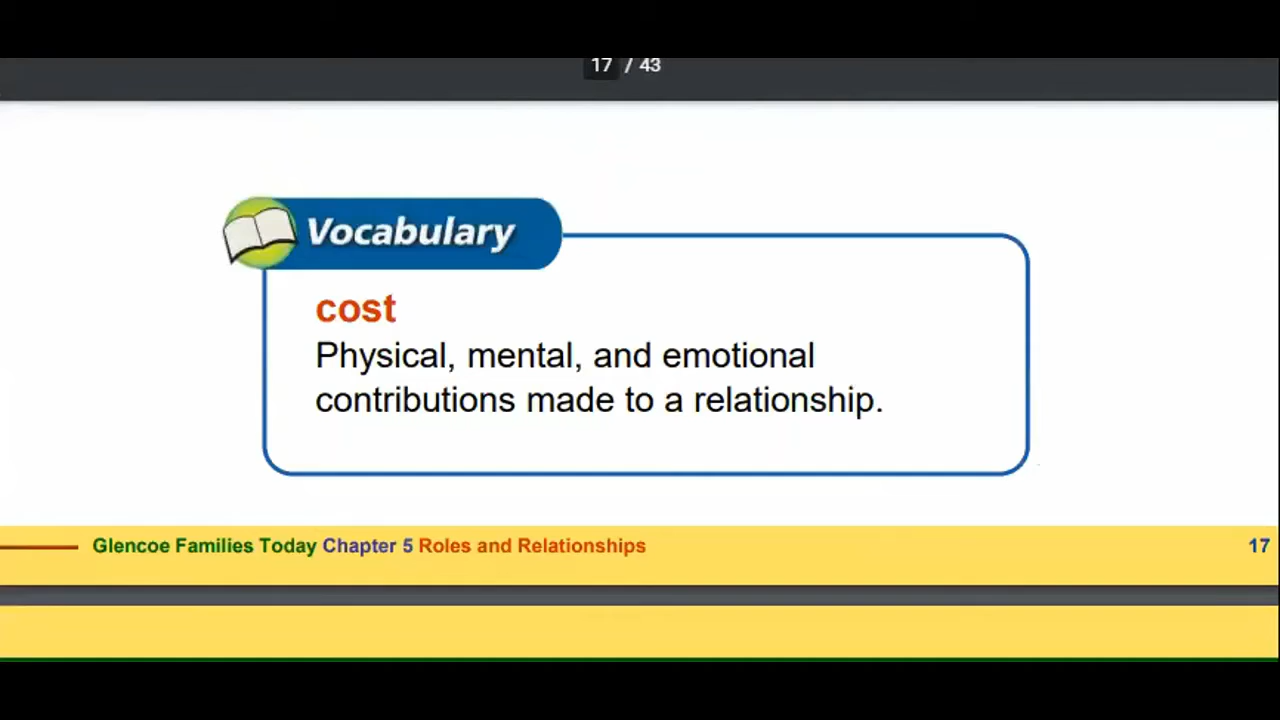 17 / 43
Vocabulary
cost
Physical, mental, and emotional
contributions made to a relationship.
Glencoe Families Today Chapter 5 Roles and Relationships 17